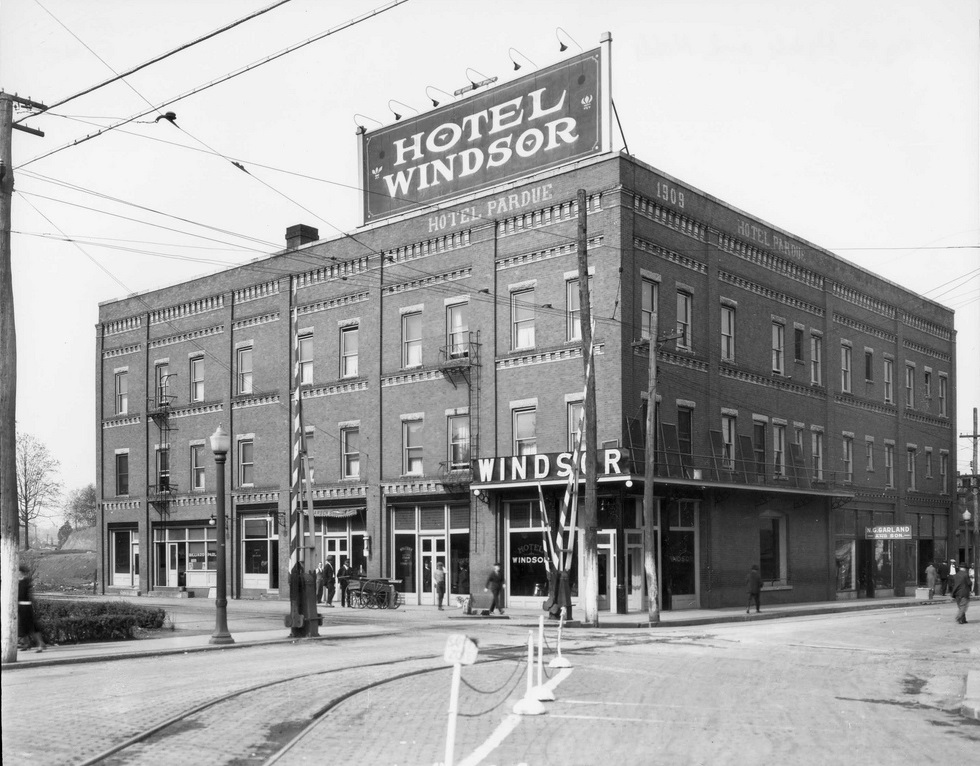 HOTEL
WINDSOR
HOTEL PARDUE
1909
HOTEL PARDUE
WINDSOR
HOTEL
WINDSOR
GARLAND
AND SON